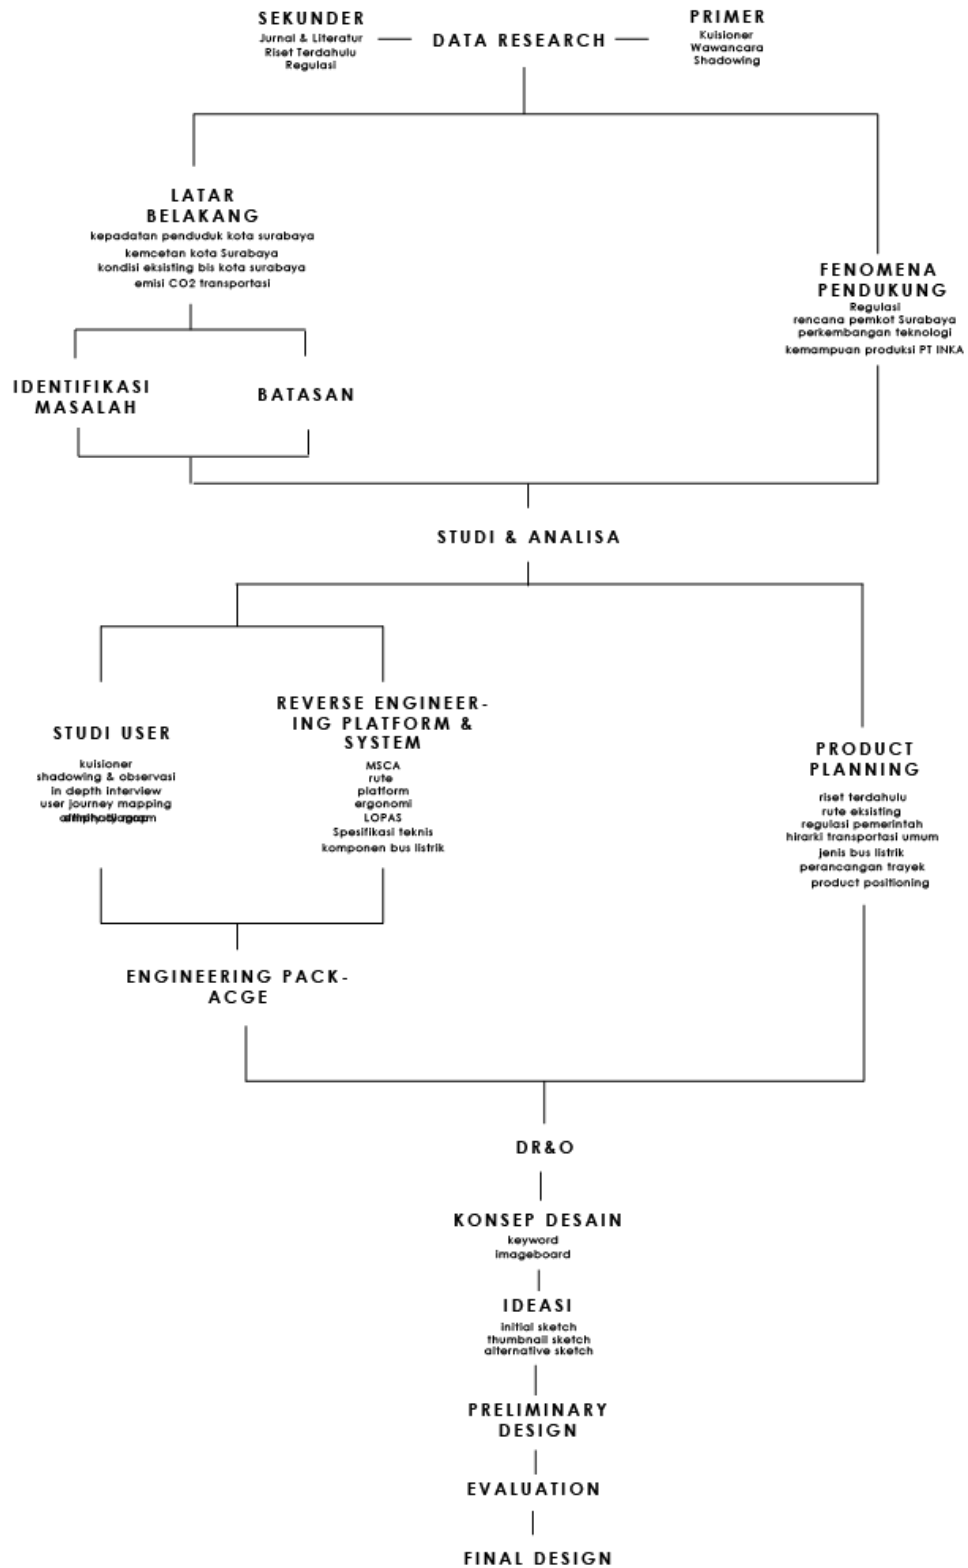 SEKUNDER
Jurnal & Literatur
Riset Terdahulu
Regulasi
DATA RESEARCH
PRIMER
Kuisioner
Wawancara
Shadowing
LATAR
BELAKANG
kepadatan penduduk kota surabaya
kemcetan kota Surabaya
kondisi eksisting bis kota surabaya
emisi CO2 transportasi
FENOMENA
PENDUKUNG
Regulasi
rencana pemkot Surabaya
perkembangan teknologi
kemampuan produksi PT INKA
IDENTIFIKASI
MASALAH
BATASAN
STUDI & ANALISA
STUDI USER
kuisioner
shadowing & observasi
in depth interview
user journey mapping
REVERSE ENGINEER-
ING PLATFORM &
SYSTEM
MSCA
rute
platform
ergonomi
LOPAS
Spesifikasi teknis
komponen bus listrik
PRODUCT
PLANNING
riset terdahulu
rute eksisting
regulasi pemerintah
hirarki transportasi umum
jenis bus listrik
perancangan trayek
product positioning
ENGINEERING PACK-
ACGE
DR&O
KONSEP DESAIN
keyword
imageboard
IDEASI
initial sketch
thumbnail sketch
alternative sketch
PRELIMINARY
DESIGN
EVALUATION
FINAL DESIGN